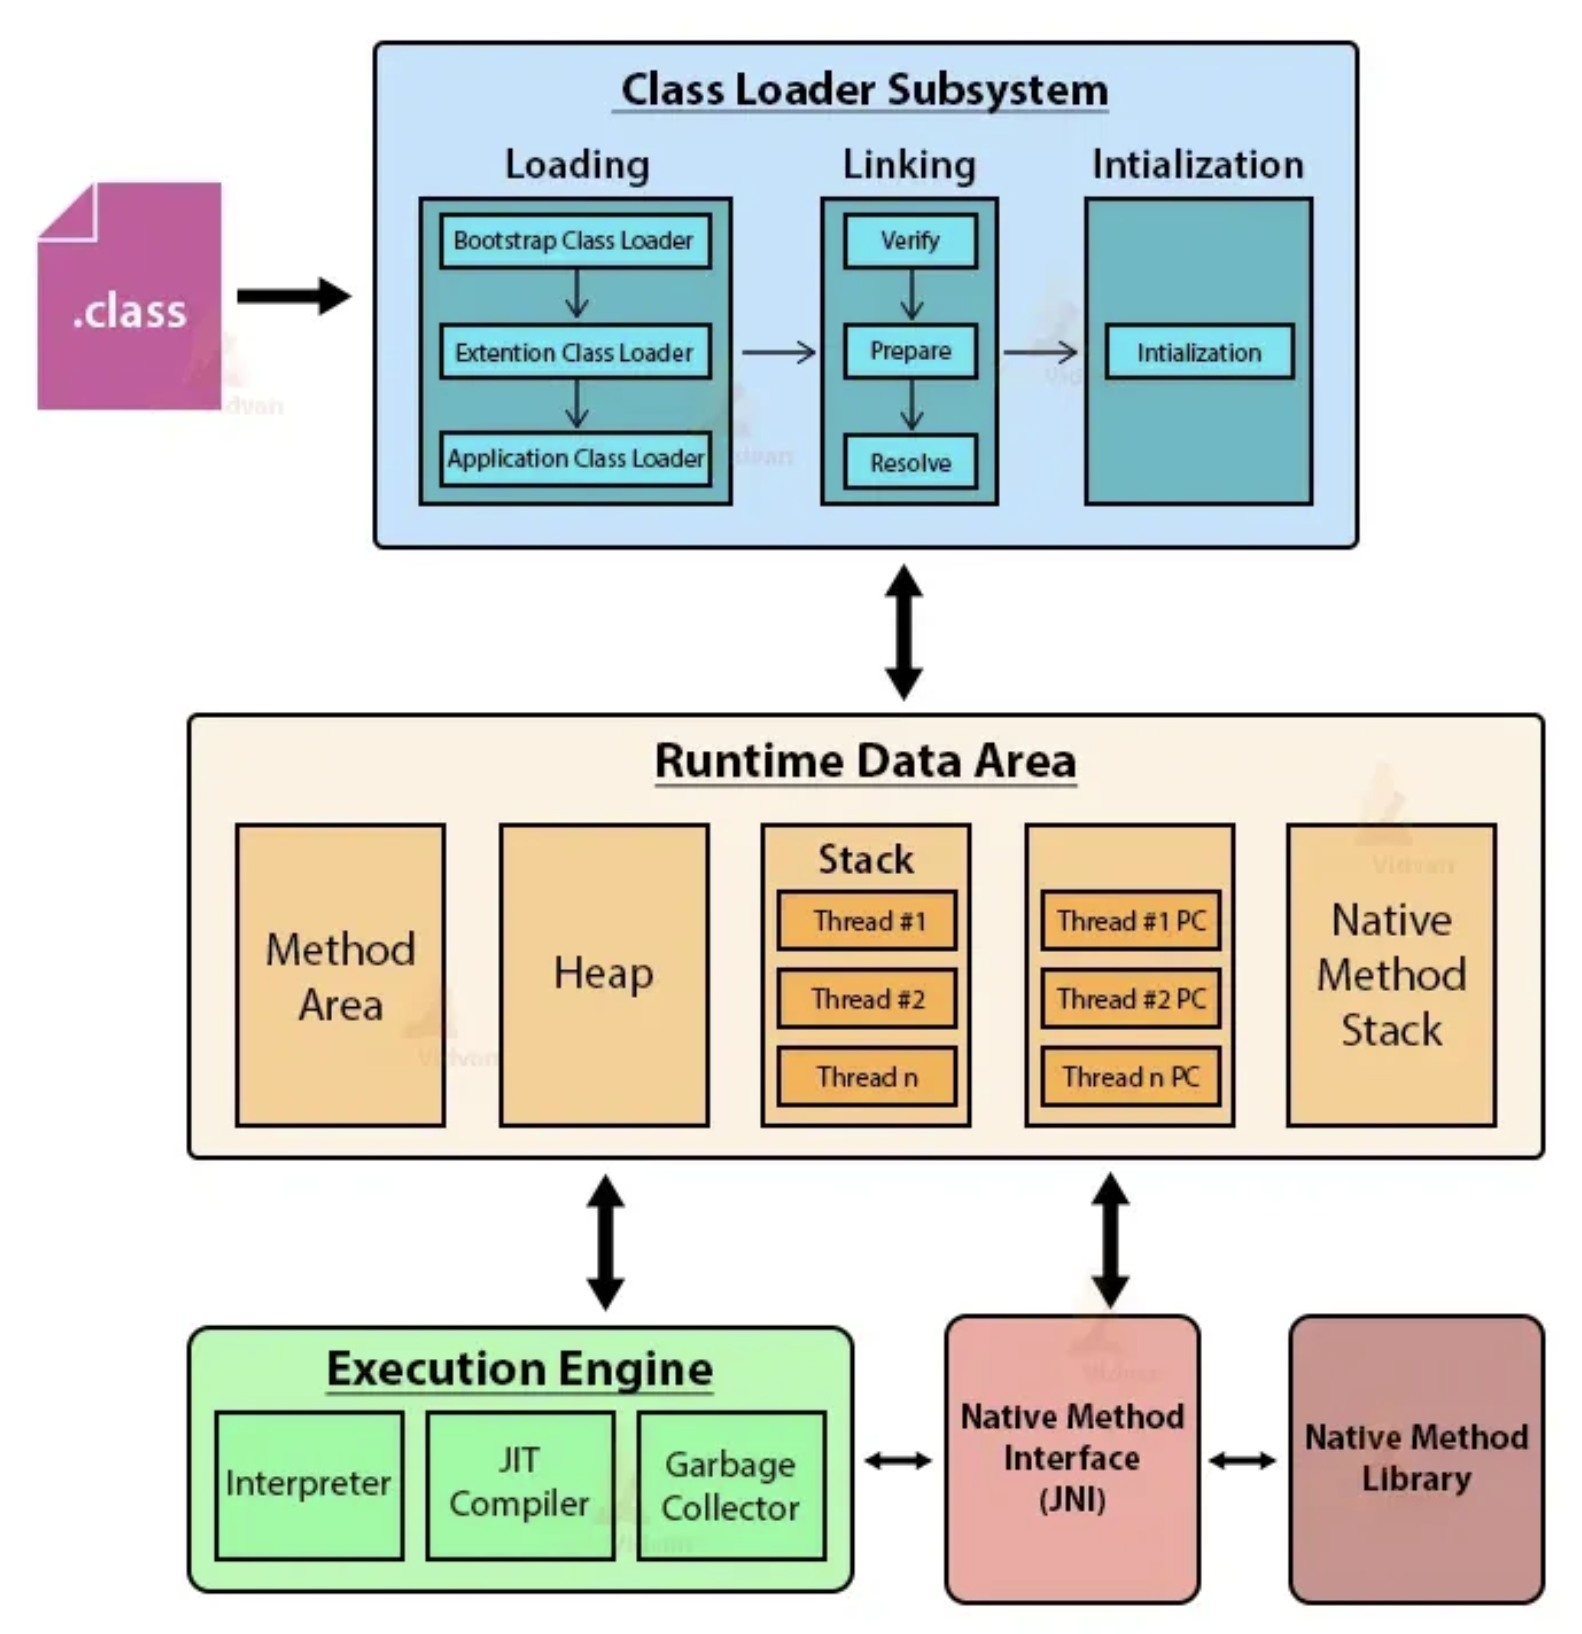 Class Loader Subsystem
Loading
Linking
Intialization
.class
Bootstrap Class Loader
Extention Class Loader
Application Class Loader
Verify
Prepare
Resolve
Intialization
Runtime Data Area
Method
Area
Heap
Stack
Thread #1
Thread #2
Thread n
Thread #1 PC
Thread #2 PC
Thread n PC
Native
Method
Stack
Execution Engine
Interpreter
JIT
Compiler
Garbage
Collector
Native Method
Interface
(JNI)
Native Method
Library
Vidvan